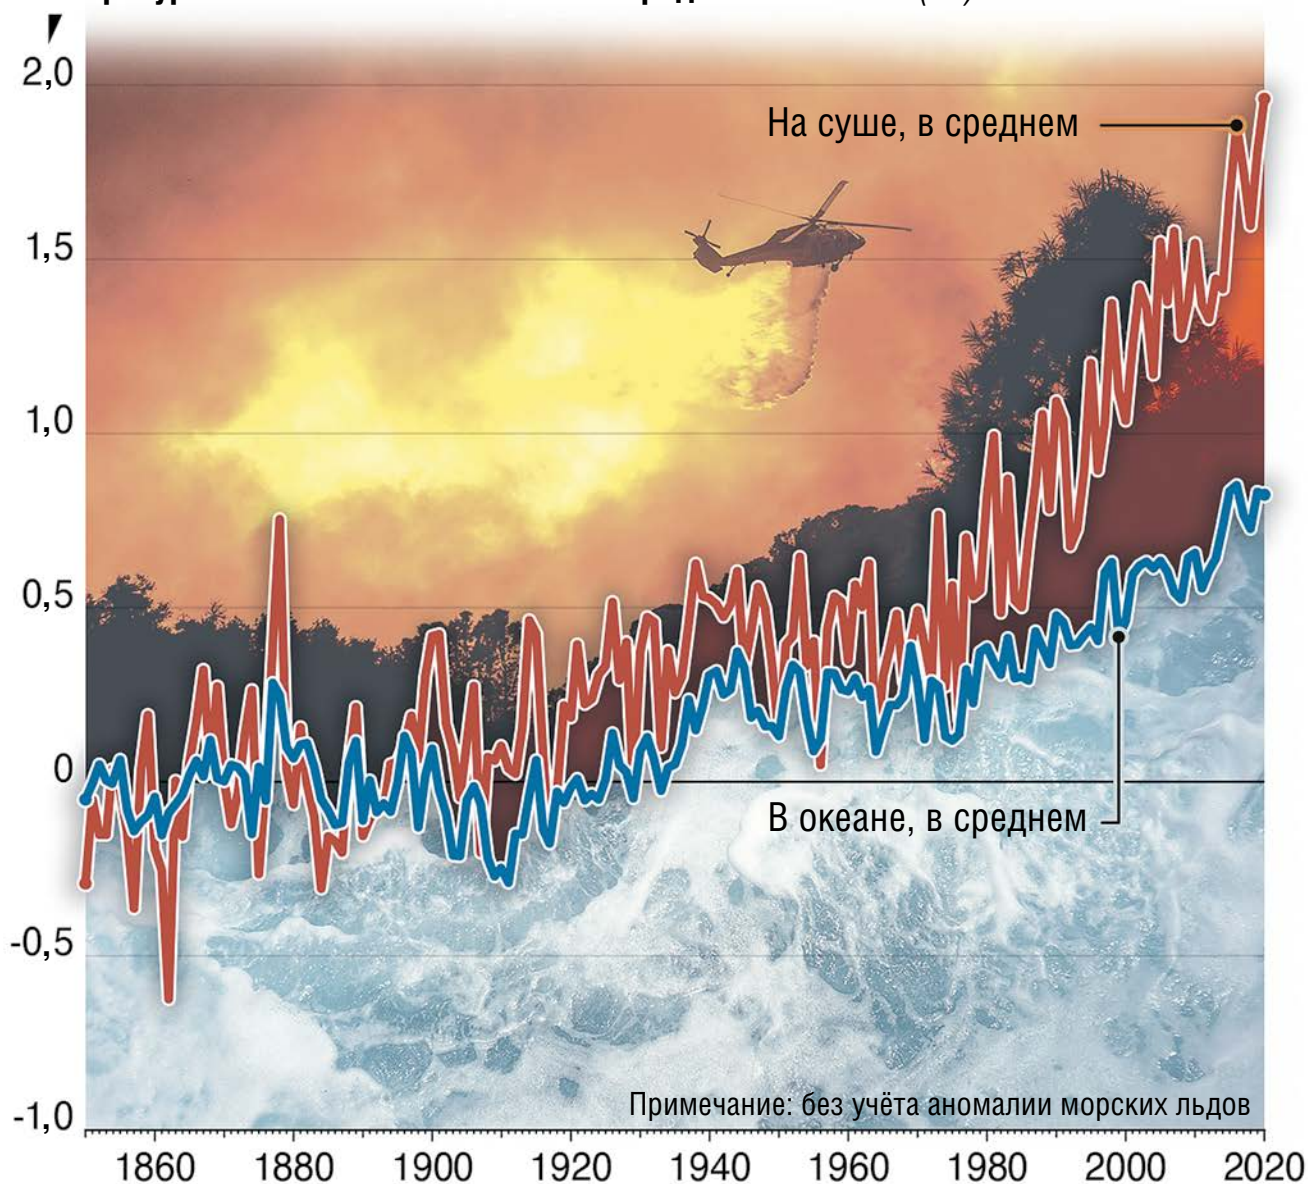 2,0
На суше, в среднем
1,5
1,0
0,5
0
В океане, в среднем
-0,5
-1,0
Примечание: без учёта аномалии морских льдов
1860 1880 1900 1920 1940 1960 1980 2000 2020